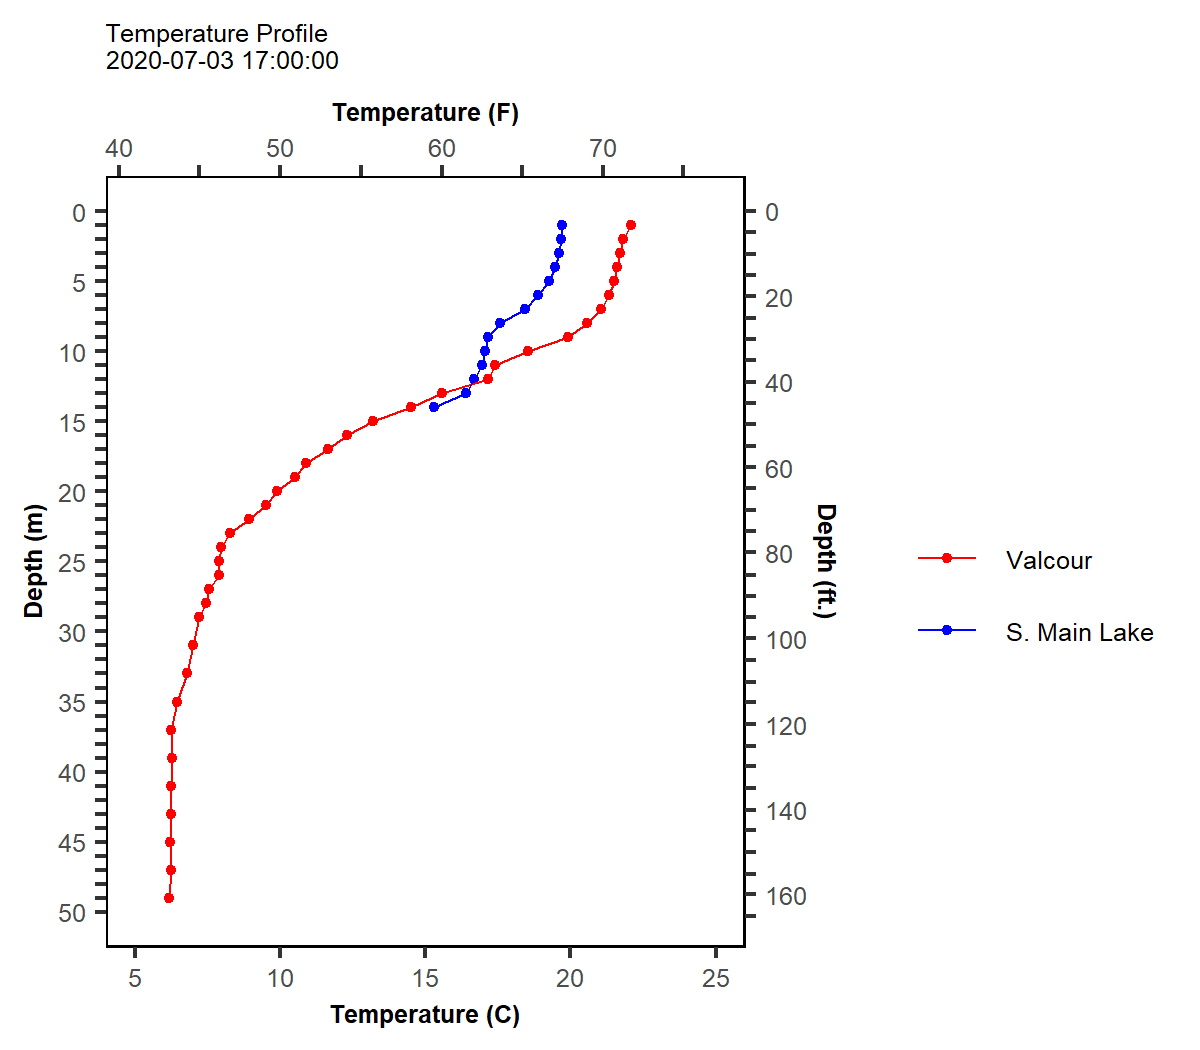 Temperature Profile
2020-07-03 17:00:00
Temperature (F)
40 50 60 70
0
5
10
15
20
25
30
35
40
45
50
Depth (m)
0
20
40
60
80
100
120
140
160
Depth (ft.)
5 10 15 20 25
Temperature (C)
Valcour
S. Main Lake